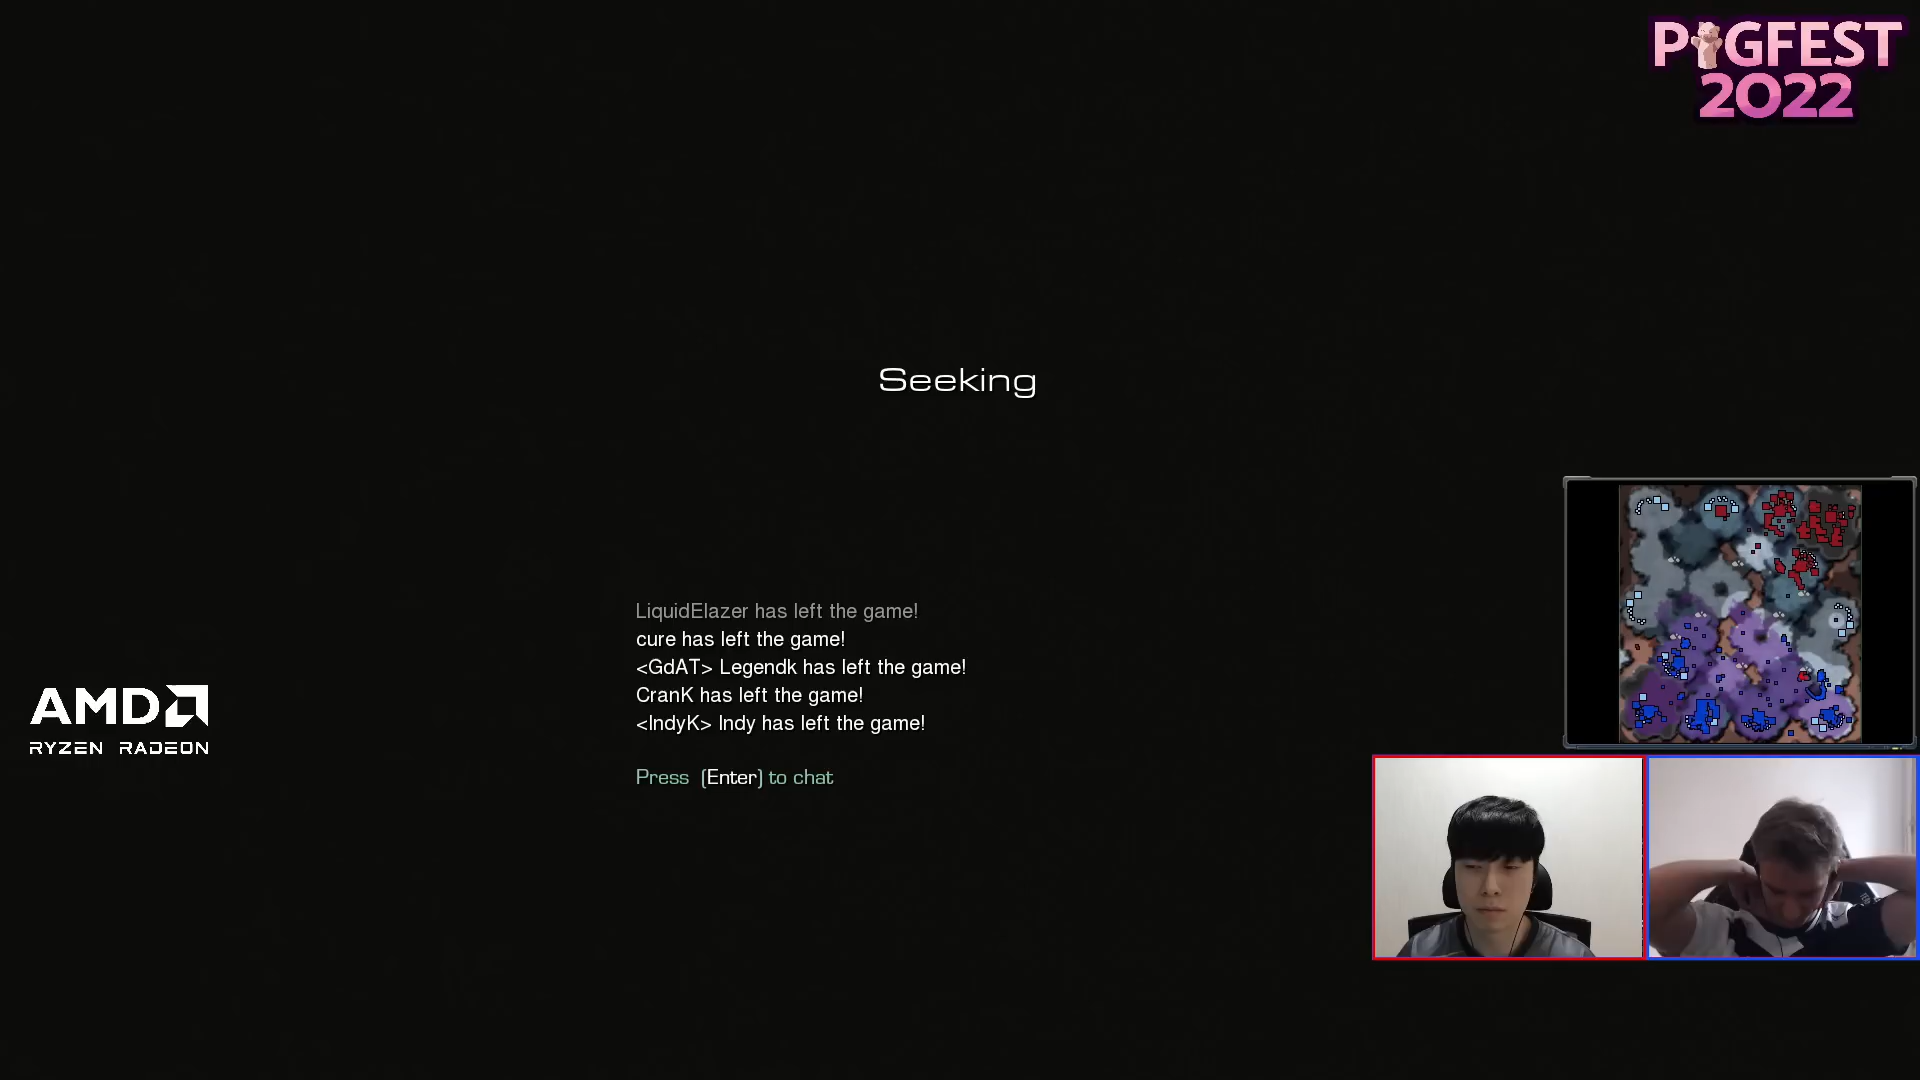 PIGFEST
2022
Seeking
LiquidElazer has left the game!
cure has left the game!
<GdAT> Legendk has left the game!
CranK has left the game!
<IndyK> Indy has left the game!
AMD
RYZEN RADEON
Press (Enter) to chat